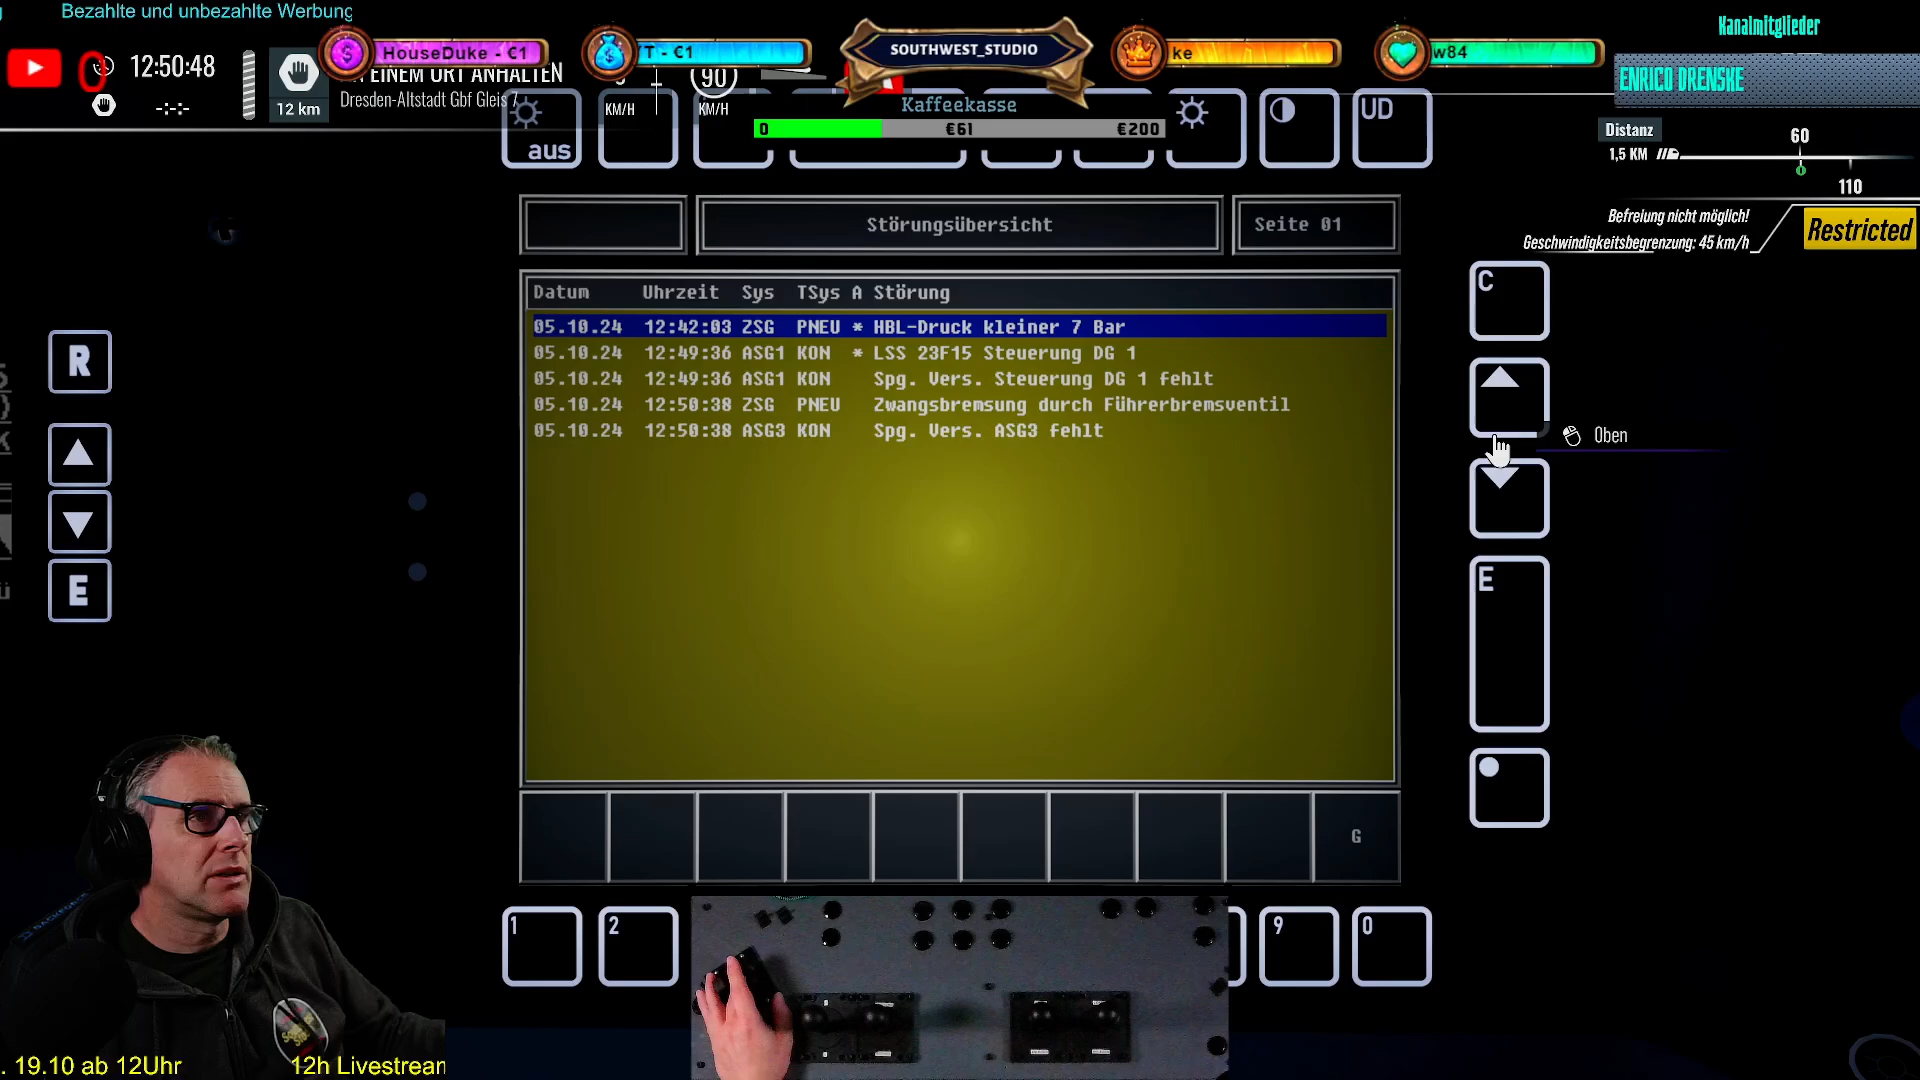 Bezahlte und unbezahlte Werbung
Kanalmitglieder
HouseDuke - €1
T - €1
SOUTHWEST_STUDIO
ke
w84
ENRICO DRENSKE
12:50:48
-:-:-
12 km
EINEM ORT ANHALTEN
Dresden-Altstadt Gbf Gleis 7
aus
KM/H
90
KM/H
Kaffeekasse
0
€61
€200
UD
Distanz
1,5 KM
60
110
Befreiung nicht möglich!
Geschwindigkeitsbegrenzung: 45 km/h
Restricted
Störungsübersicht
Seite 01
Datum Uhrzeit Sys TSys A Störung
05.10.24 12:42:03 ZSG PNEU * HBL-Druck kleiner 7 Bar
05.10.24 12:49:36 ASG1 KON * LSS 23F15 Steuerung DG 1
05.10.24 12:49:36 ASG1 KON Spg. Vers. Steuerung DG 1 fehlt
05.10.24 12:50:38 ZSG PNEU Zwangsbremsung durch Führerbremsventil
05.10.24 12:50:38 ASG3 KON Spg. Vers. ASG3 fehlt
R
E
C
Oben
E
G
1
2
9
0
. 19.10 ab 12Uhr
12h Livestream